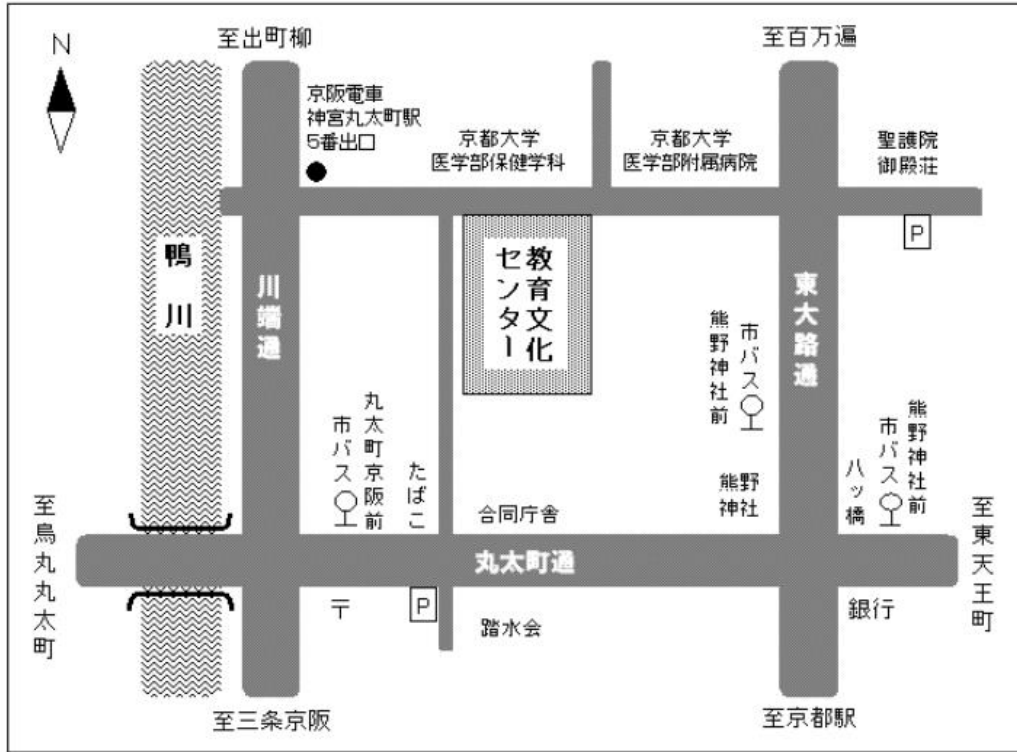 N
至出町柳
至百万遍
京阪電車
神宮丸太町駅
5番出口
京都大学
医学部保健学科
京都大学
医学部附属病院
聖護院
御殿荘
P
鴨川
川端通
教育文化
センター
東大路通
市バス
熊野神社前
丸太町京阪前
市バス
たばこ
合同庁舎
熊野
神社
八ッ橋
熊野神社前
市バス
至烏丸丸太町
丸太町通
至東天王町
〒
P
踏水会
銀行
至三条京阪
至京都駅